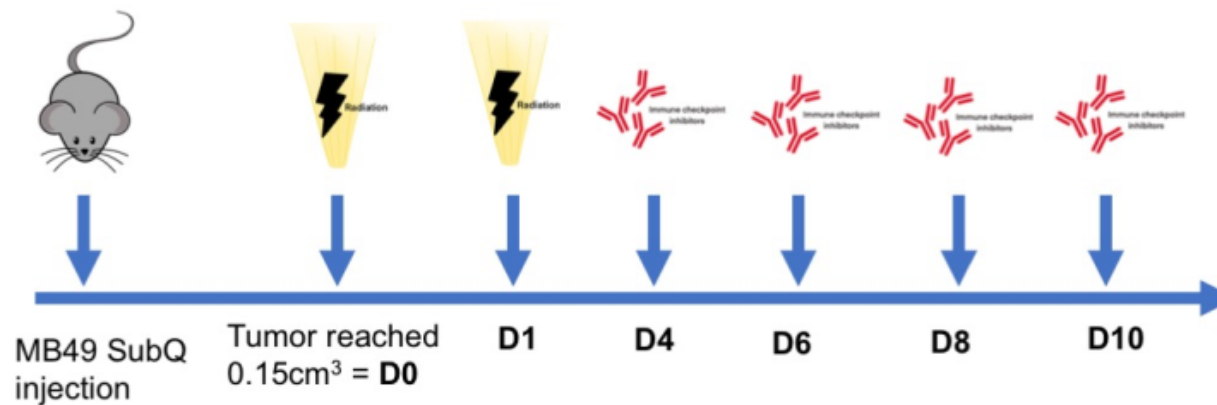 Radiation
Radiation
Immune checkpoint
inhibitors
Immune checkpoint
inhibitors
Immune checkpoint
inhibitors
Immune checkpoint
inhibitors
MB49 SubQ
injection
Tumor reached
0.15cm³ = D0
D1
D4
D6
D8
D10